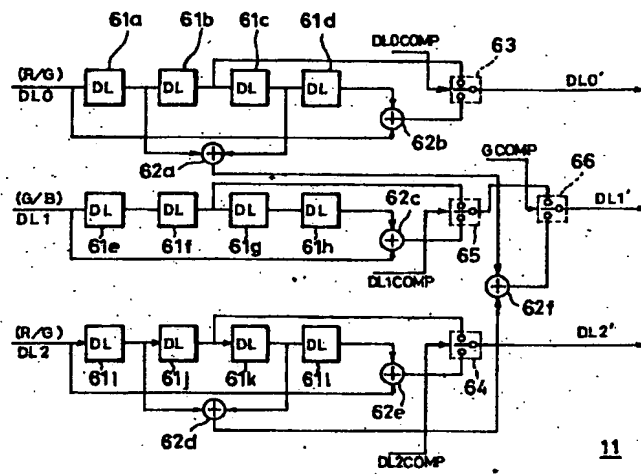 61a 61b 61c 61d
DL0COMP 63
(R/G)
DL0 DL DL DL DL DL0'
62a 62b
GCOMP 66
(G/B)
DL1 DL DL DL DL 62c DL1'
61e 61f 61g 61h 65
DL1COMP
62f
(R/G)
DL2 DL DL DL DL DL2'
61i 61j 61k 61l 62e 64
62d
DL2COMP
11